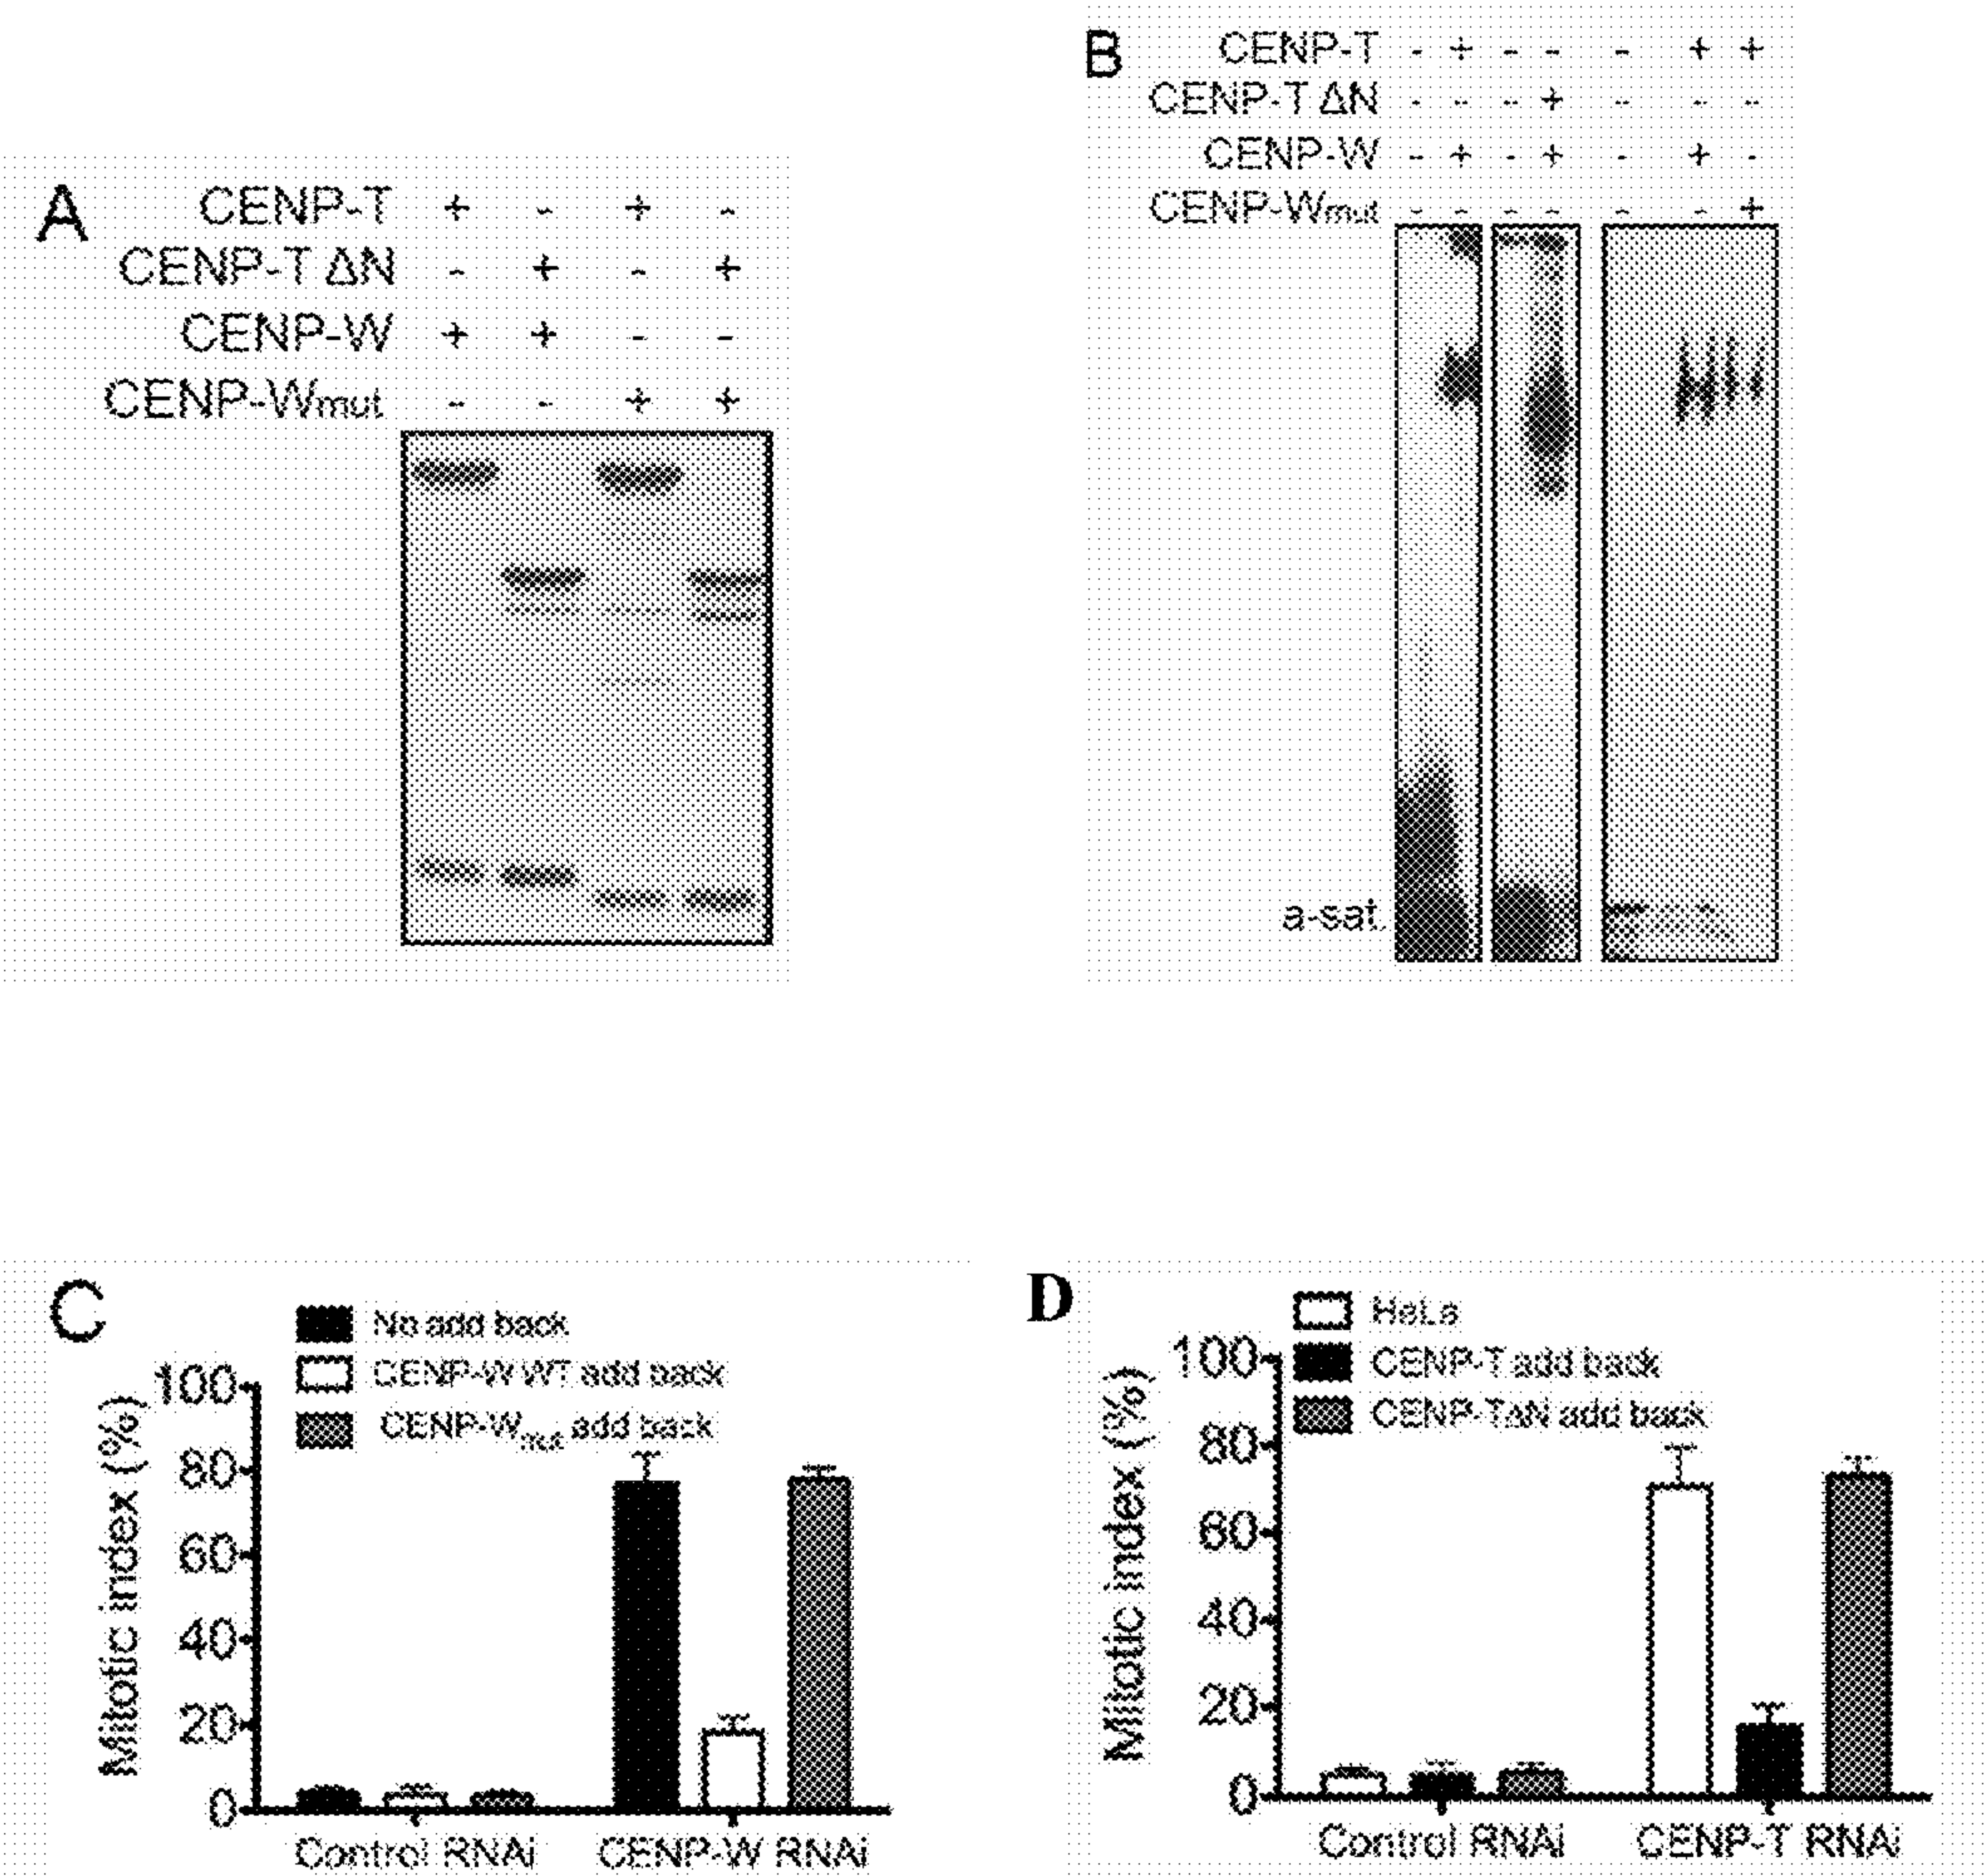 A
CENP-T + - + -
CENP-T ΔN - + - +
CENP-W + + - -
CENP-Wmut - - + +
B
CENP-T - + - - - + +
CENP-T ΔN - - - + - - -
CENP-W - + - + - + -
CENP-Wmut - - - - - - +
a-sat.
C
No add back
CENP-W WT add back
CENP-Wmut add back
Mitotic index (%)
100
80
60
40
20
0
Control RNAi CENP-W RNAi
D
HeLa
CENP-T add back
CENP-TΔN add back
Mitotic index (%)
100
80
60
40
20
0
Control RNAi CENP-T RNAi